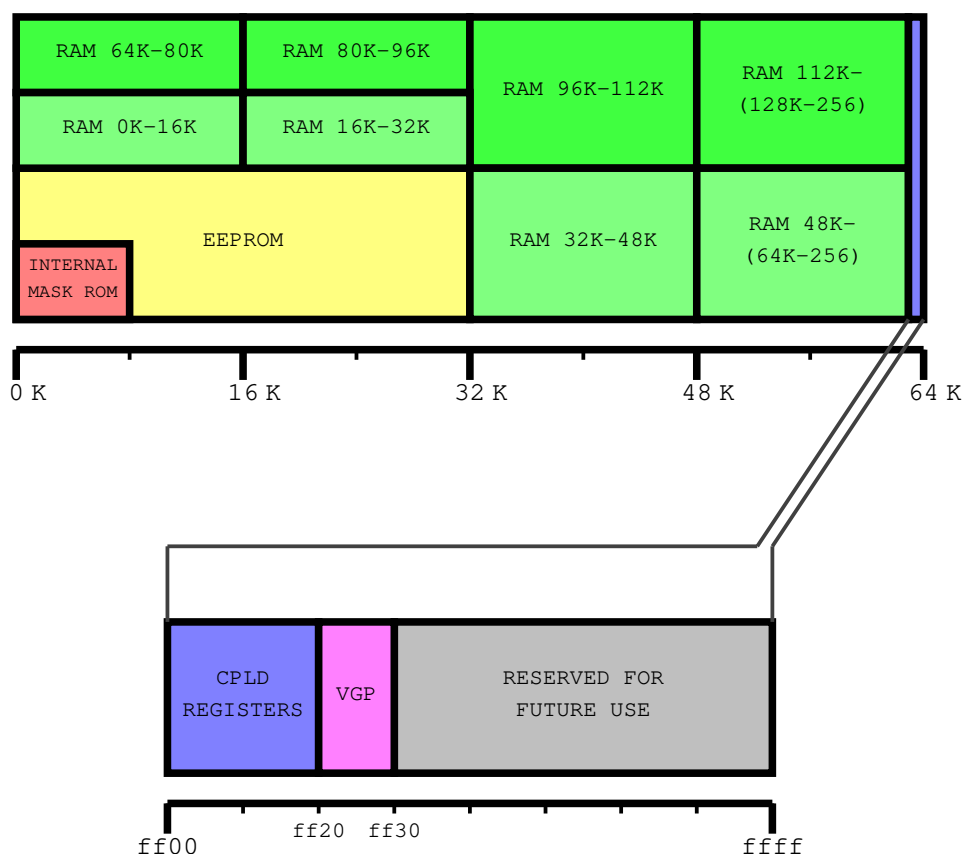 RAM 64K-80K
RAM 80K-96K
RAM 96K-112K
RAM 112K-
(128K-256)
RAM 0K-16K
RAM 16K-32K
EEPROM
RAM 32K-48K
RAM 48K-
(64K-256)
INTERNAL
MASK ROM
0 K
16 K
32 K
48 K
64 K
CPLD
REGISTERS
VGP
RESERVED FOR
FUTURE USE
ff00
ff20
ff30
ffff